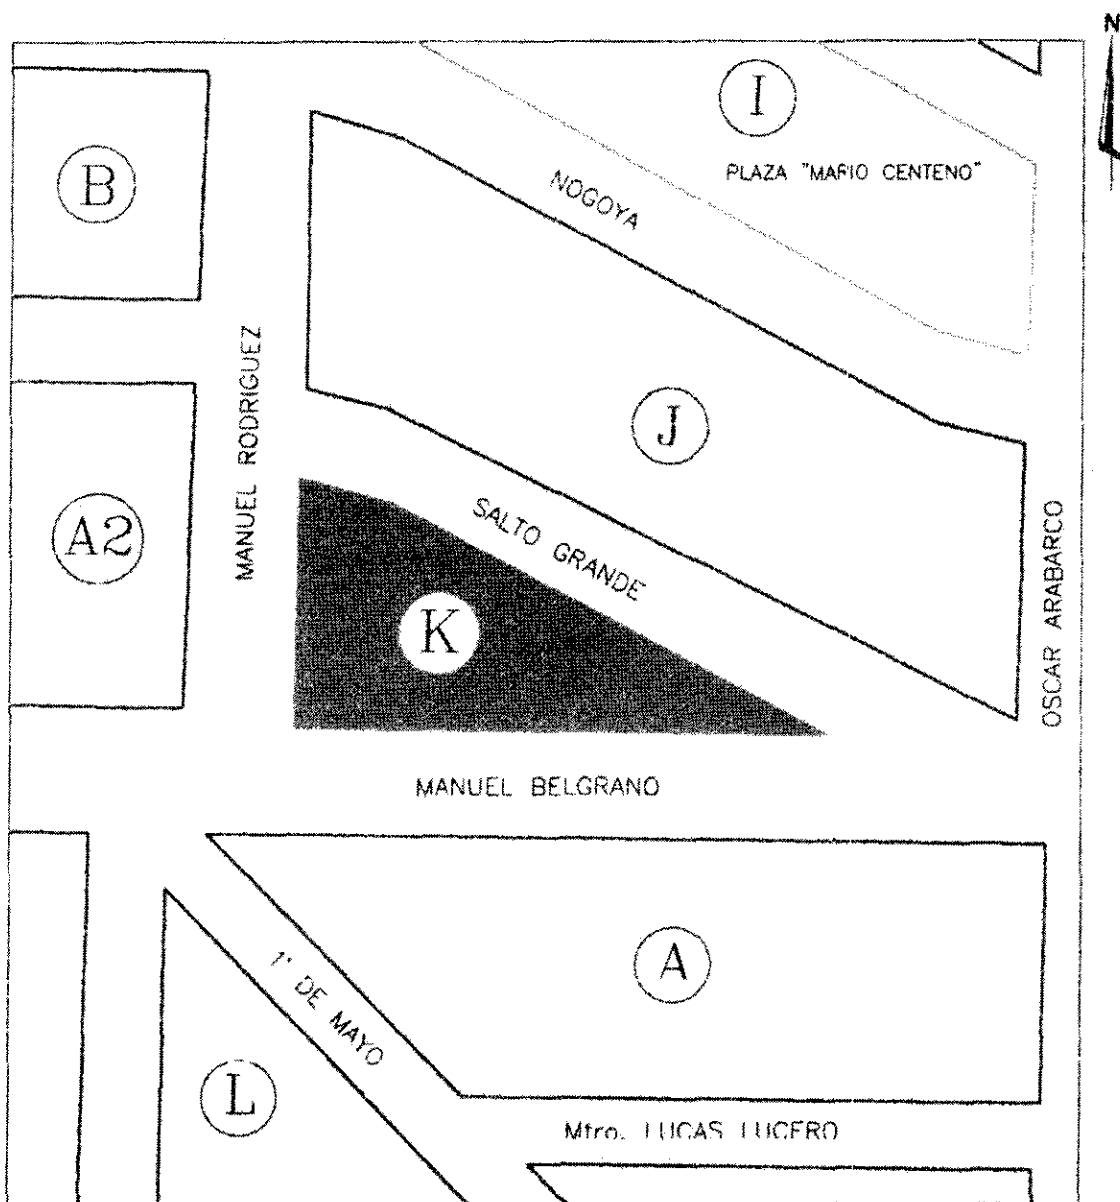 N
I
PLAZA "MARIO CENTENO"
B
NOGOYA
MANUEL RODRIGUEZ
J
A2
SALTO GRANDE
OSCAR ARABARCO
K
MANUEL BELGRANO
A
1° DE MAYO
L
Mtro. LUCAS LUCERO